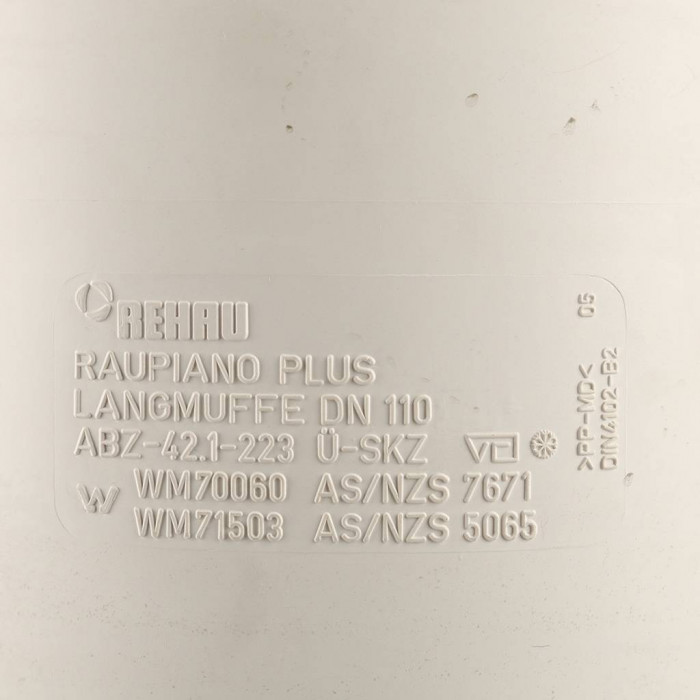 REHAU
RAUPIANO PLUS
LANGMUFFE DN 110
ABZ-42.1-223 Ü-SKZ
WM70060 AS/NZS 7671
WM71503 AS/NZS 5065
>PP-MD< 05
DIN4102-B2